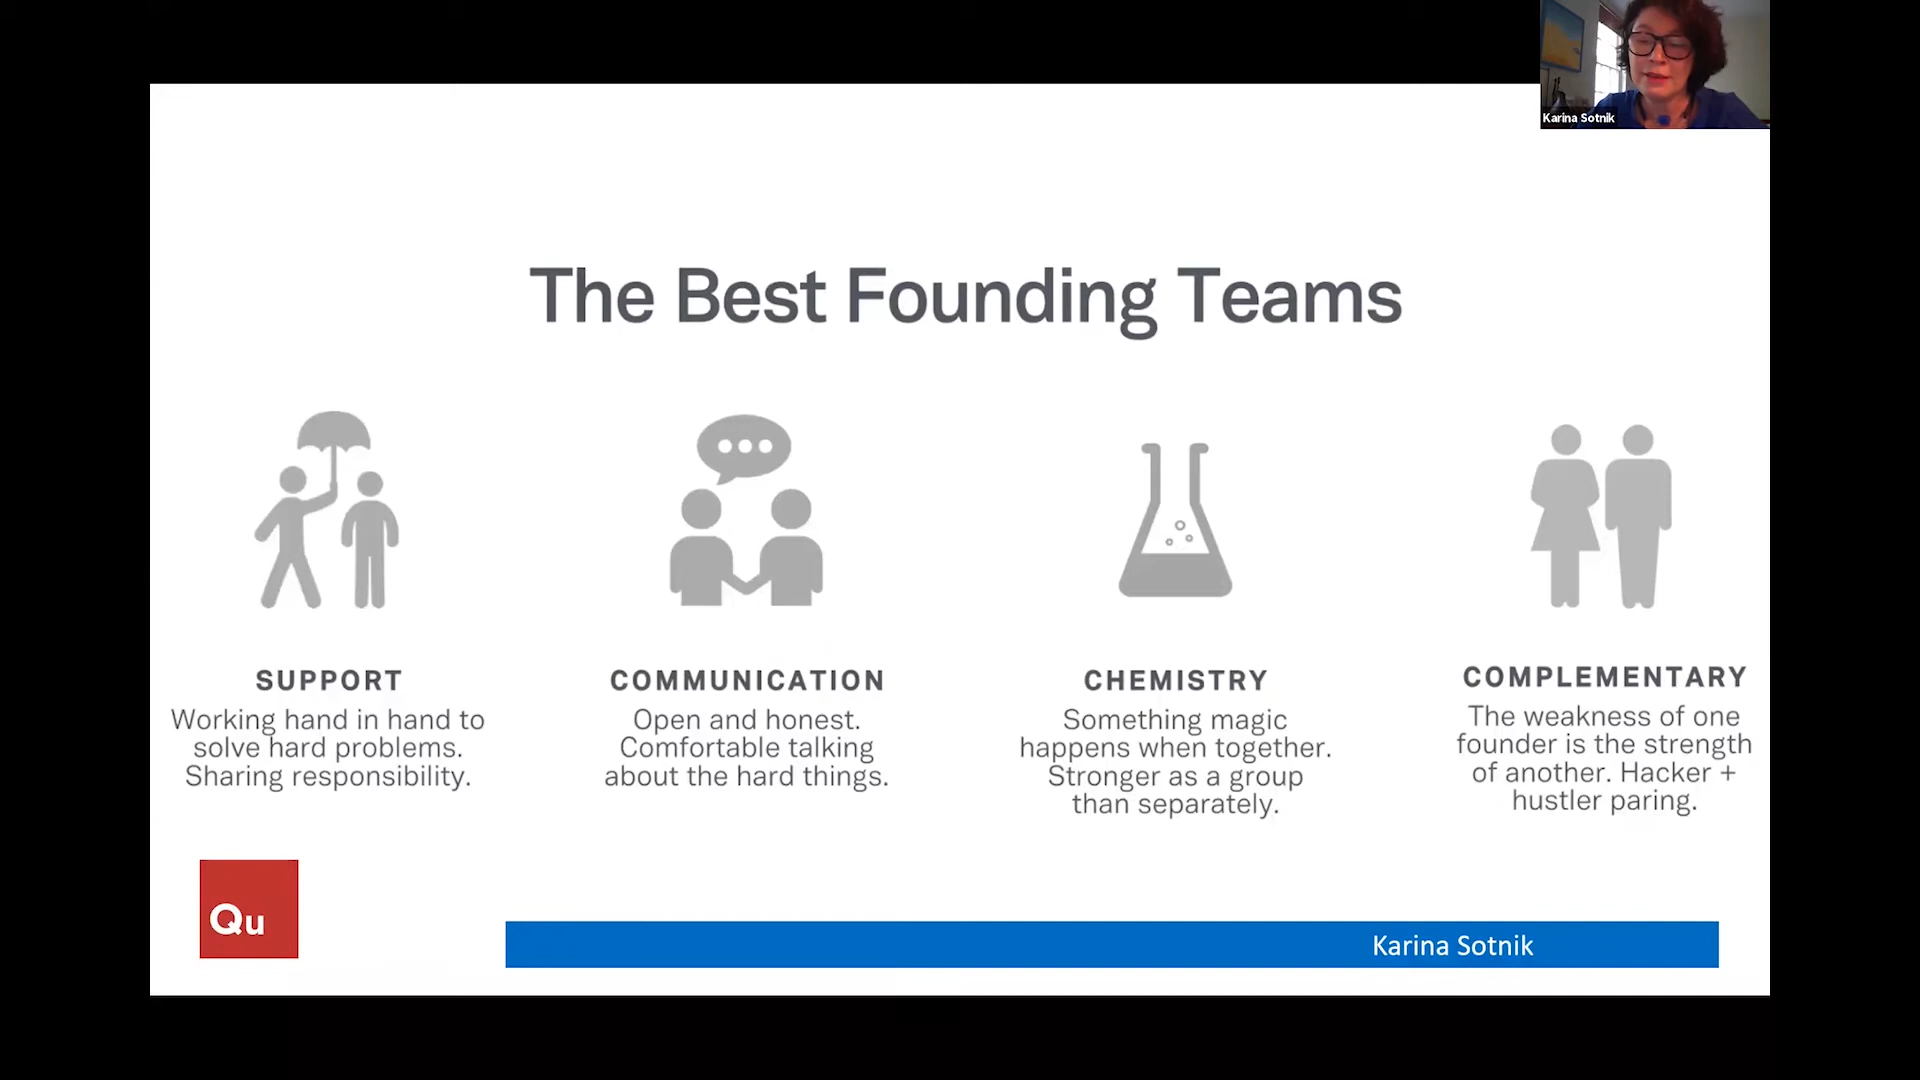 Karina Sotnik
The Best Founding Teams
SUPPORT
Working hand in hand to
solve hard problems.
Sharing responsibility.
COMMUNICATION
Open and honest.
Comfortable talking
about the hard things.
CHEMISTRY
Something magic
happens when together.
Stronger as a group
than separately.
COMPLEMENTARY
The weakness of one
founder is the strength
of another. Hacker +
hustler paring.
Qu
Karina Sotnik